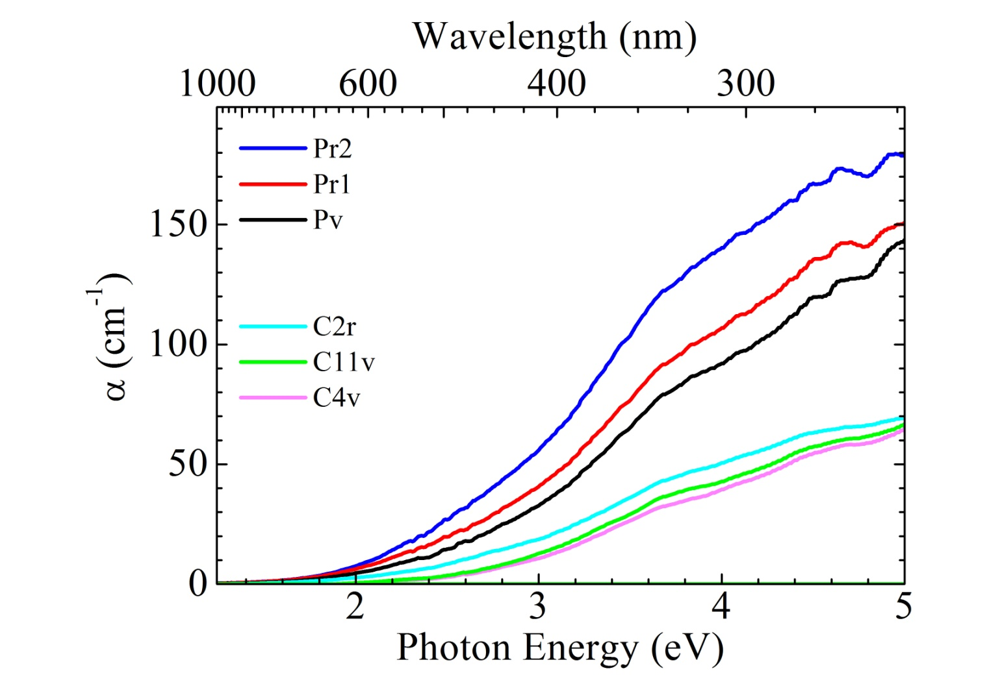 Wavelength (nm)
1000 600 400 300
Pr2
Pr1
Pv
C2r
C11v
C4v
150
100
50
0
α (cm⁻¹)
2 3 4 5
Photon Energy (eV)